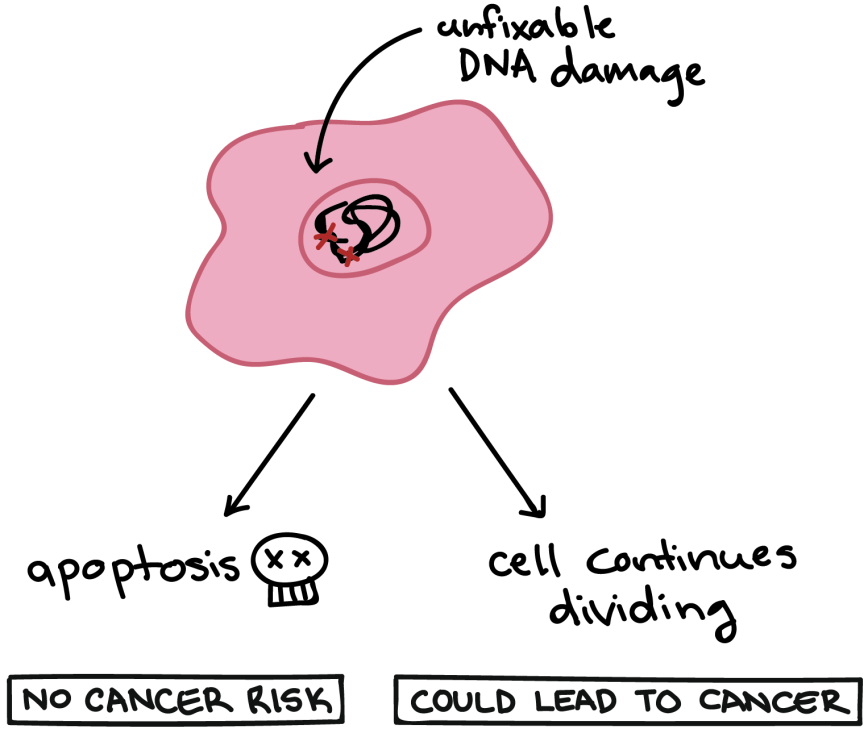 unfixable
DNA damage
apoptosis
cell continues
dividing
NO CANCER RISK
COULD LEAD TO CANCER